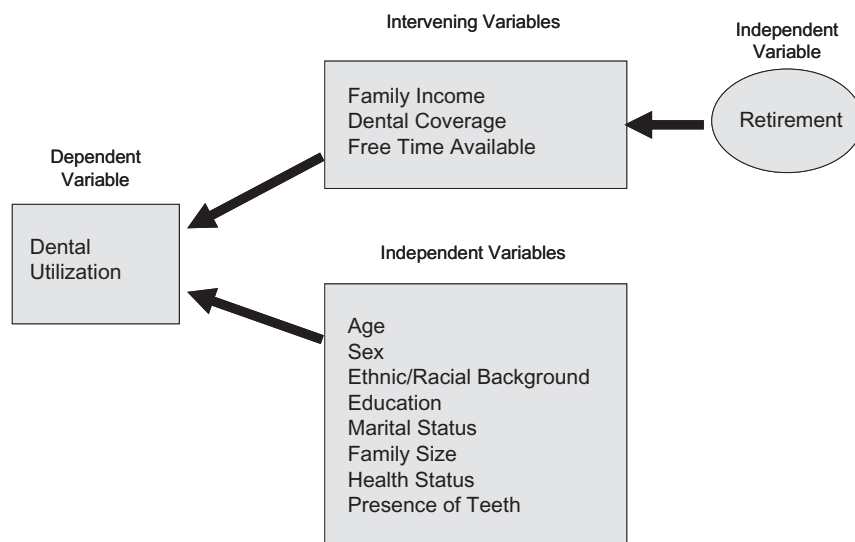 Intervening Variables
Independent
Variable
Family Income
Dental Coverage
Free Time Available
Retirement
Dependent
Variable
Dental
Utilization
Independent Variables
Age
Sex
Ethnic/Racial Background
Education
Marital Status
Family Size
Health Status
Presence of Teeth